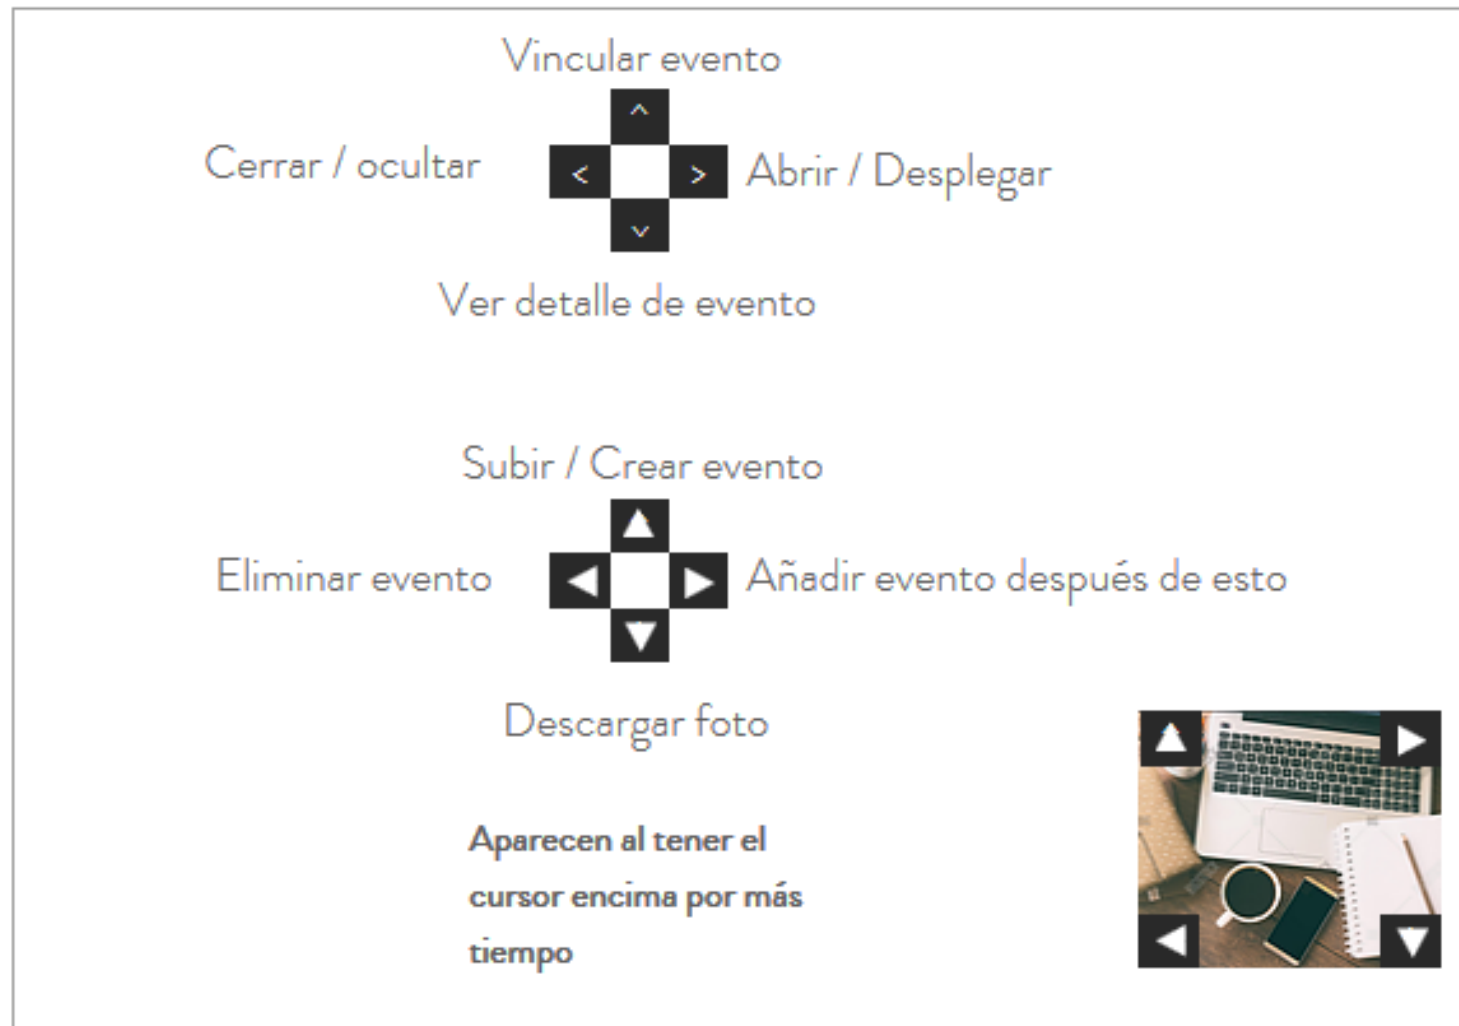 Vincular evento
Cerrar / ocultar
Abrir / Desplegar
Ver detalle de evento
Subir / Crear evento
Eliminar evento
Añadir evento después de esto
Descargar foto
Aparecen al tener el
cursor encima por más
tiempo